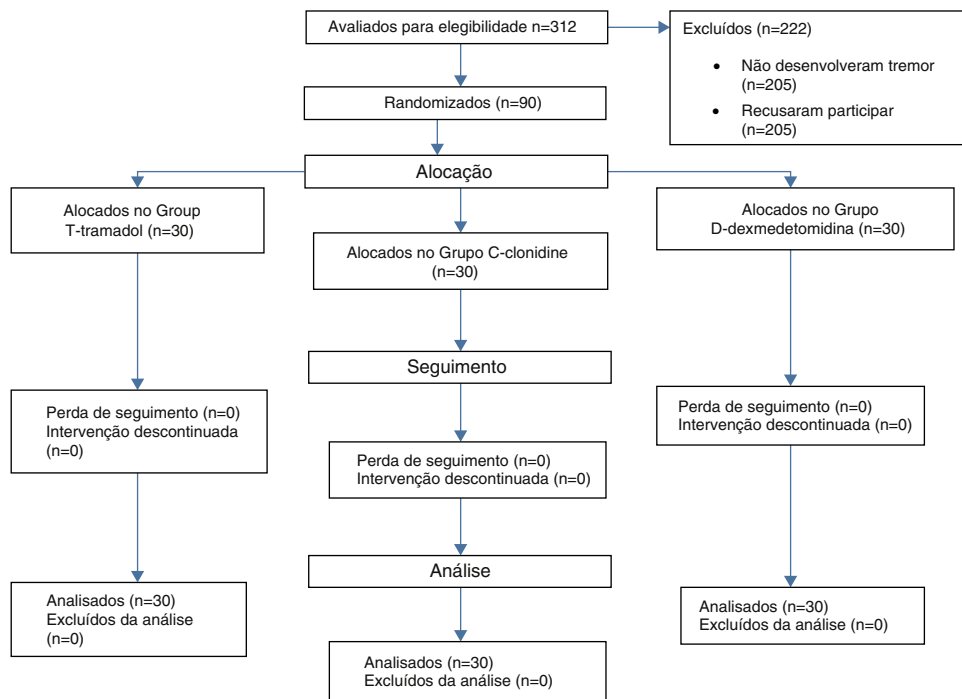 Avaliados para elegibilidade n=312
Excluídos (n=222)
• Não desenvolveram tremor
(n=205)
• Recusaram participar
(n=205)
Randomizados (n=90)
Alocação
Alocados no Group
T-tramadol (n=30)
Alocados no Grupo C-clonidine
(n=30)
Alocados no Grupo
D-dexmedetomidina (n=30)
Seguimento
Perda de seguimento (n=0)
Intervenção descontinuada
(n=0)
Perda de seguimento (n=0)
Intervenção descontinuada (n=0)
Perda de seguimento (n=0)
Intervenção descontinuada (n=0)
Análise
Analisados (n=30)
Excluídos da análise
(n=0)
Analisados (n=30)
Excluídos da análise (n=0)
Analisados (n=30)
Excluídos da análise (n=0)